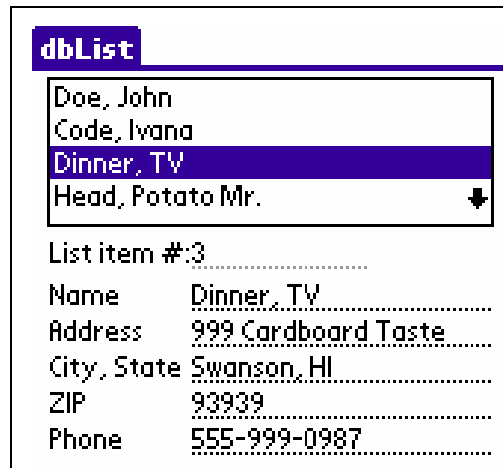 dbList
Doe, John
Code, Ivana
Dinner, TV
Head, Potato Mr.
List item #:3
Name Dinner, TV
Address 999 Cardboard Taste
City, State Swanson, HI
ZIP 93939
Phone 555-999-0987